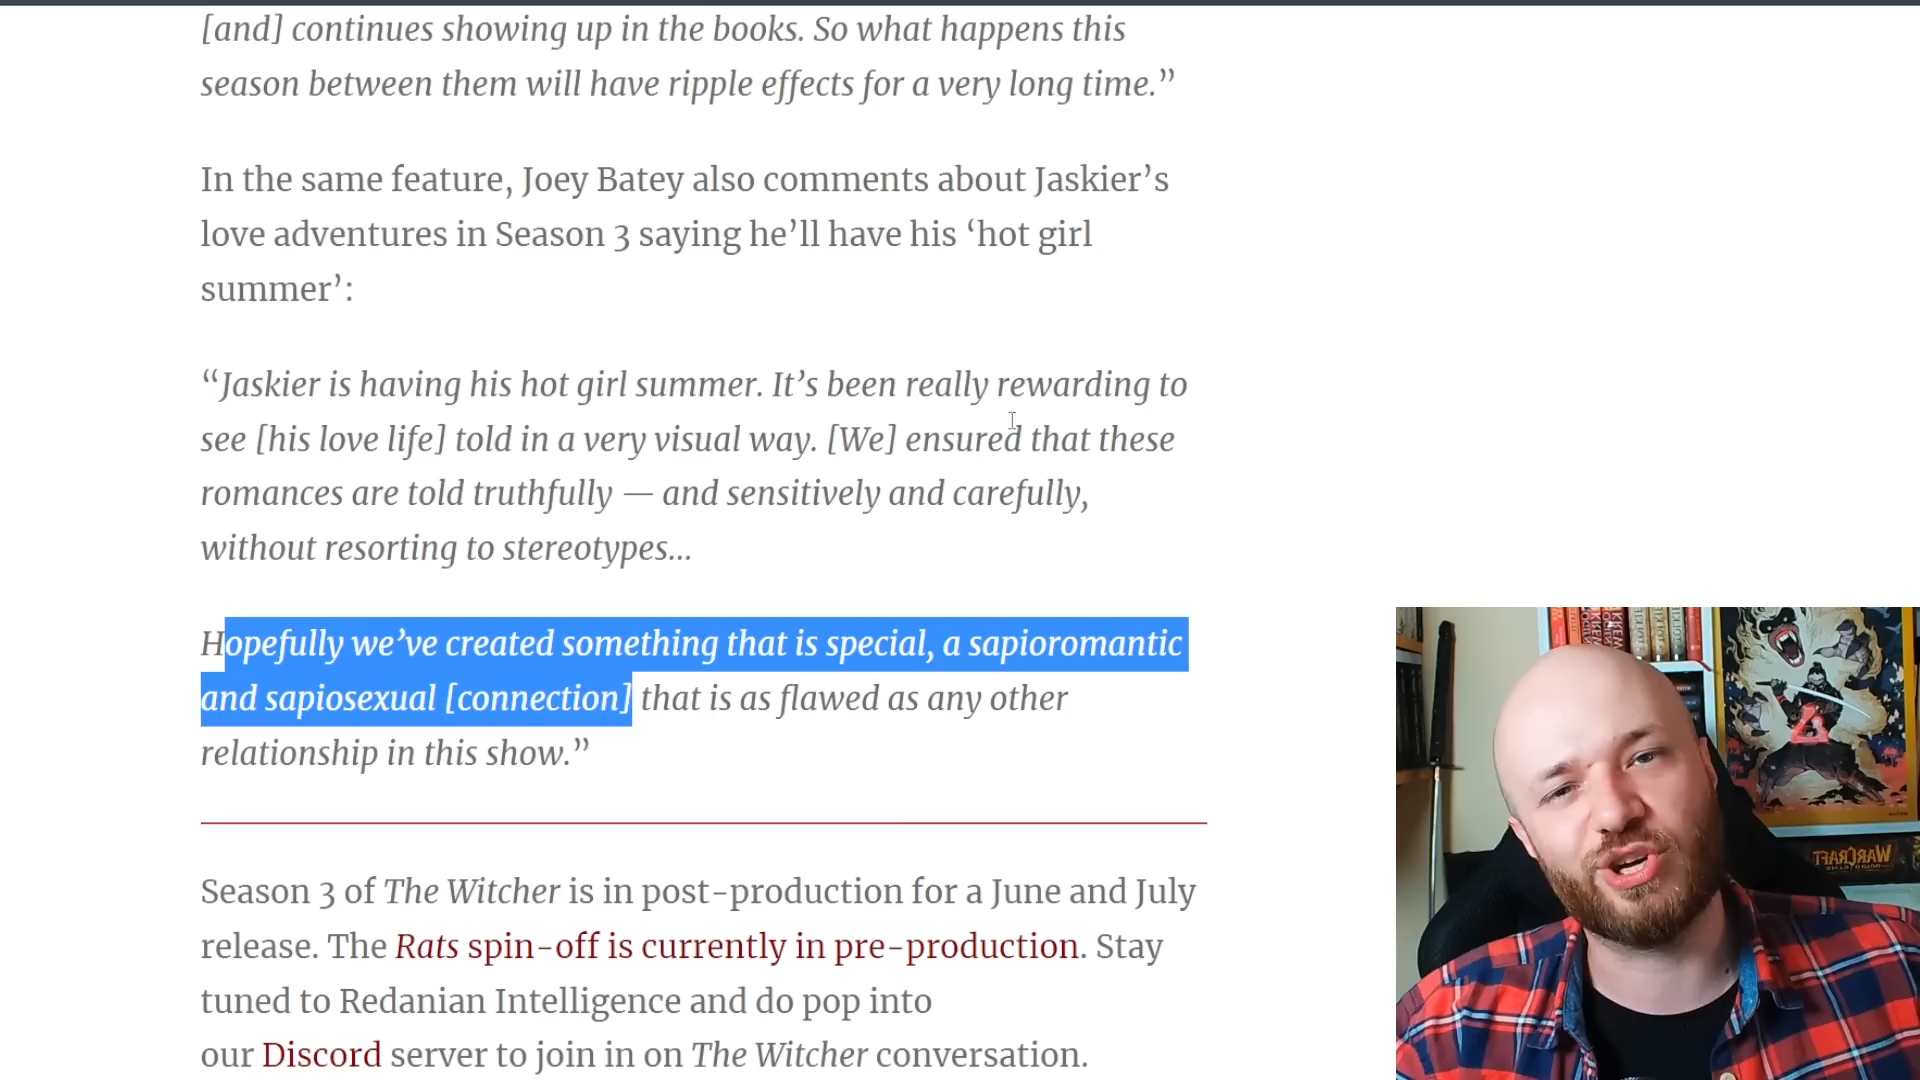 [and] continues showing up in the books. So what happens this
season between them will have ripple effects for a very long time.”
In the same feature, Joey Batey also comments about Jaskier’s
love adventures in Season 3 saying he’ll have his ‘hot girl
summer’:
“Jaskier is having his hot girl summer. It’s been really rewarding to
see [his love life] told in a very visual way. [We] ensured that these
romances are told truthfully — and sensitively and carefully,
without resorting to stereotypes...
Hopefully we’ve created something that is special, a sapioromantic
and sapiosexual [connection] that is as flawed as any other
relationship in this show.”
Season 3 of The Witcher is in post-production for a June and July
release. The Rats spin-off is currently in pre-production. Stay
tuned to Redanian Intelligence and do pop into
our Discord server to join in on The Witcher conversation.
WARCRAFT